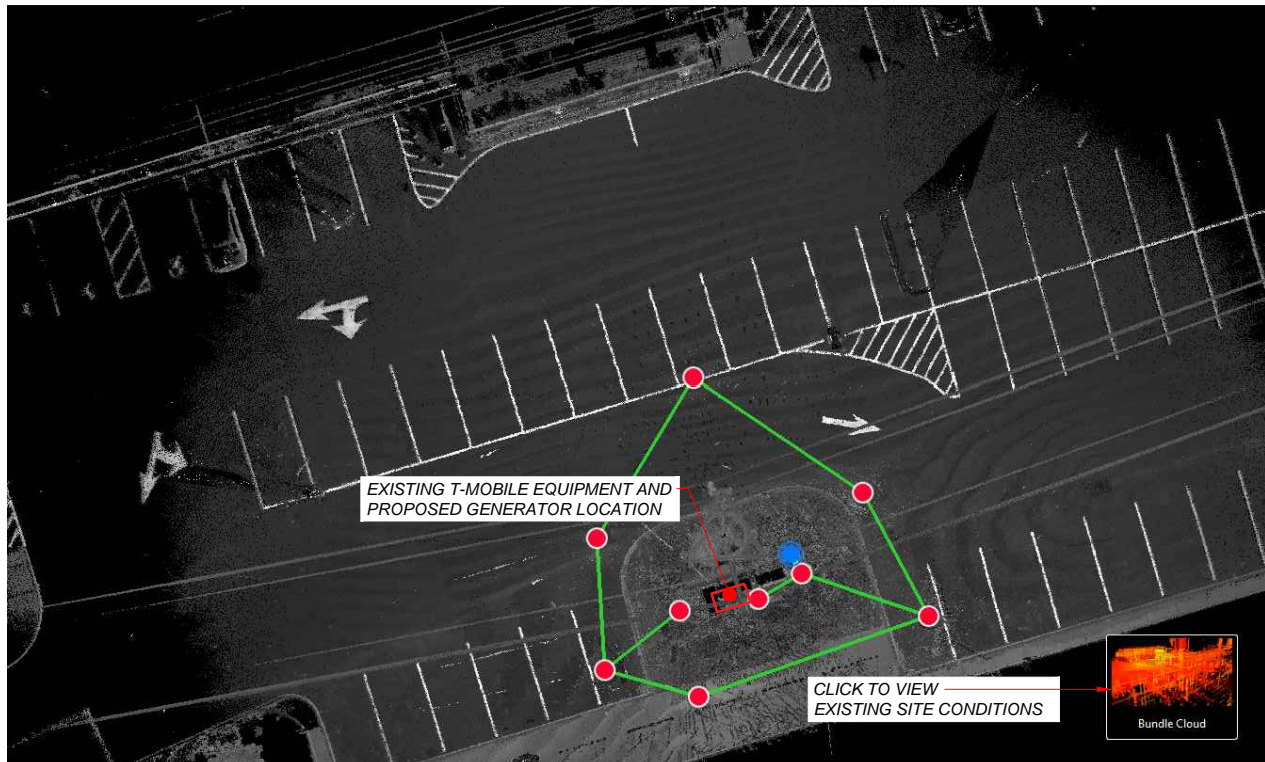 EXISTING T-MOBILE EQUIPMENT AND
PROPOSED GENERATOR LOCATION
CLICK TO VIEW
EXISTING SITE CONDITIONS
Bundle Cloud